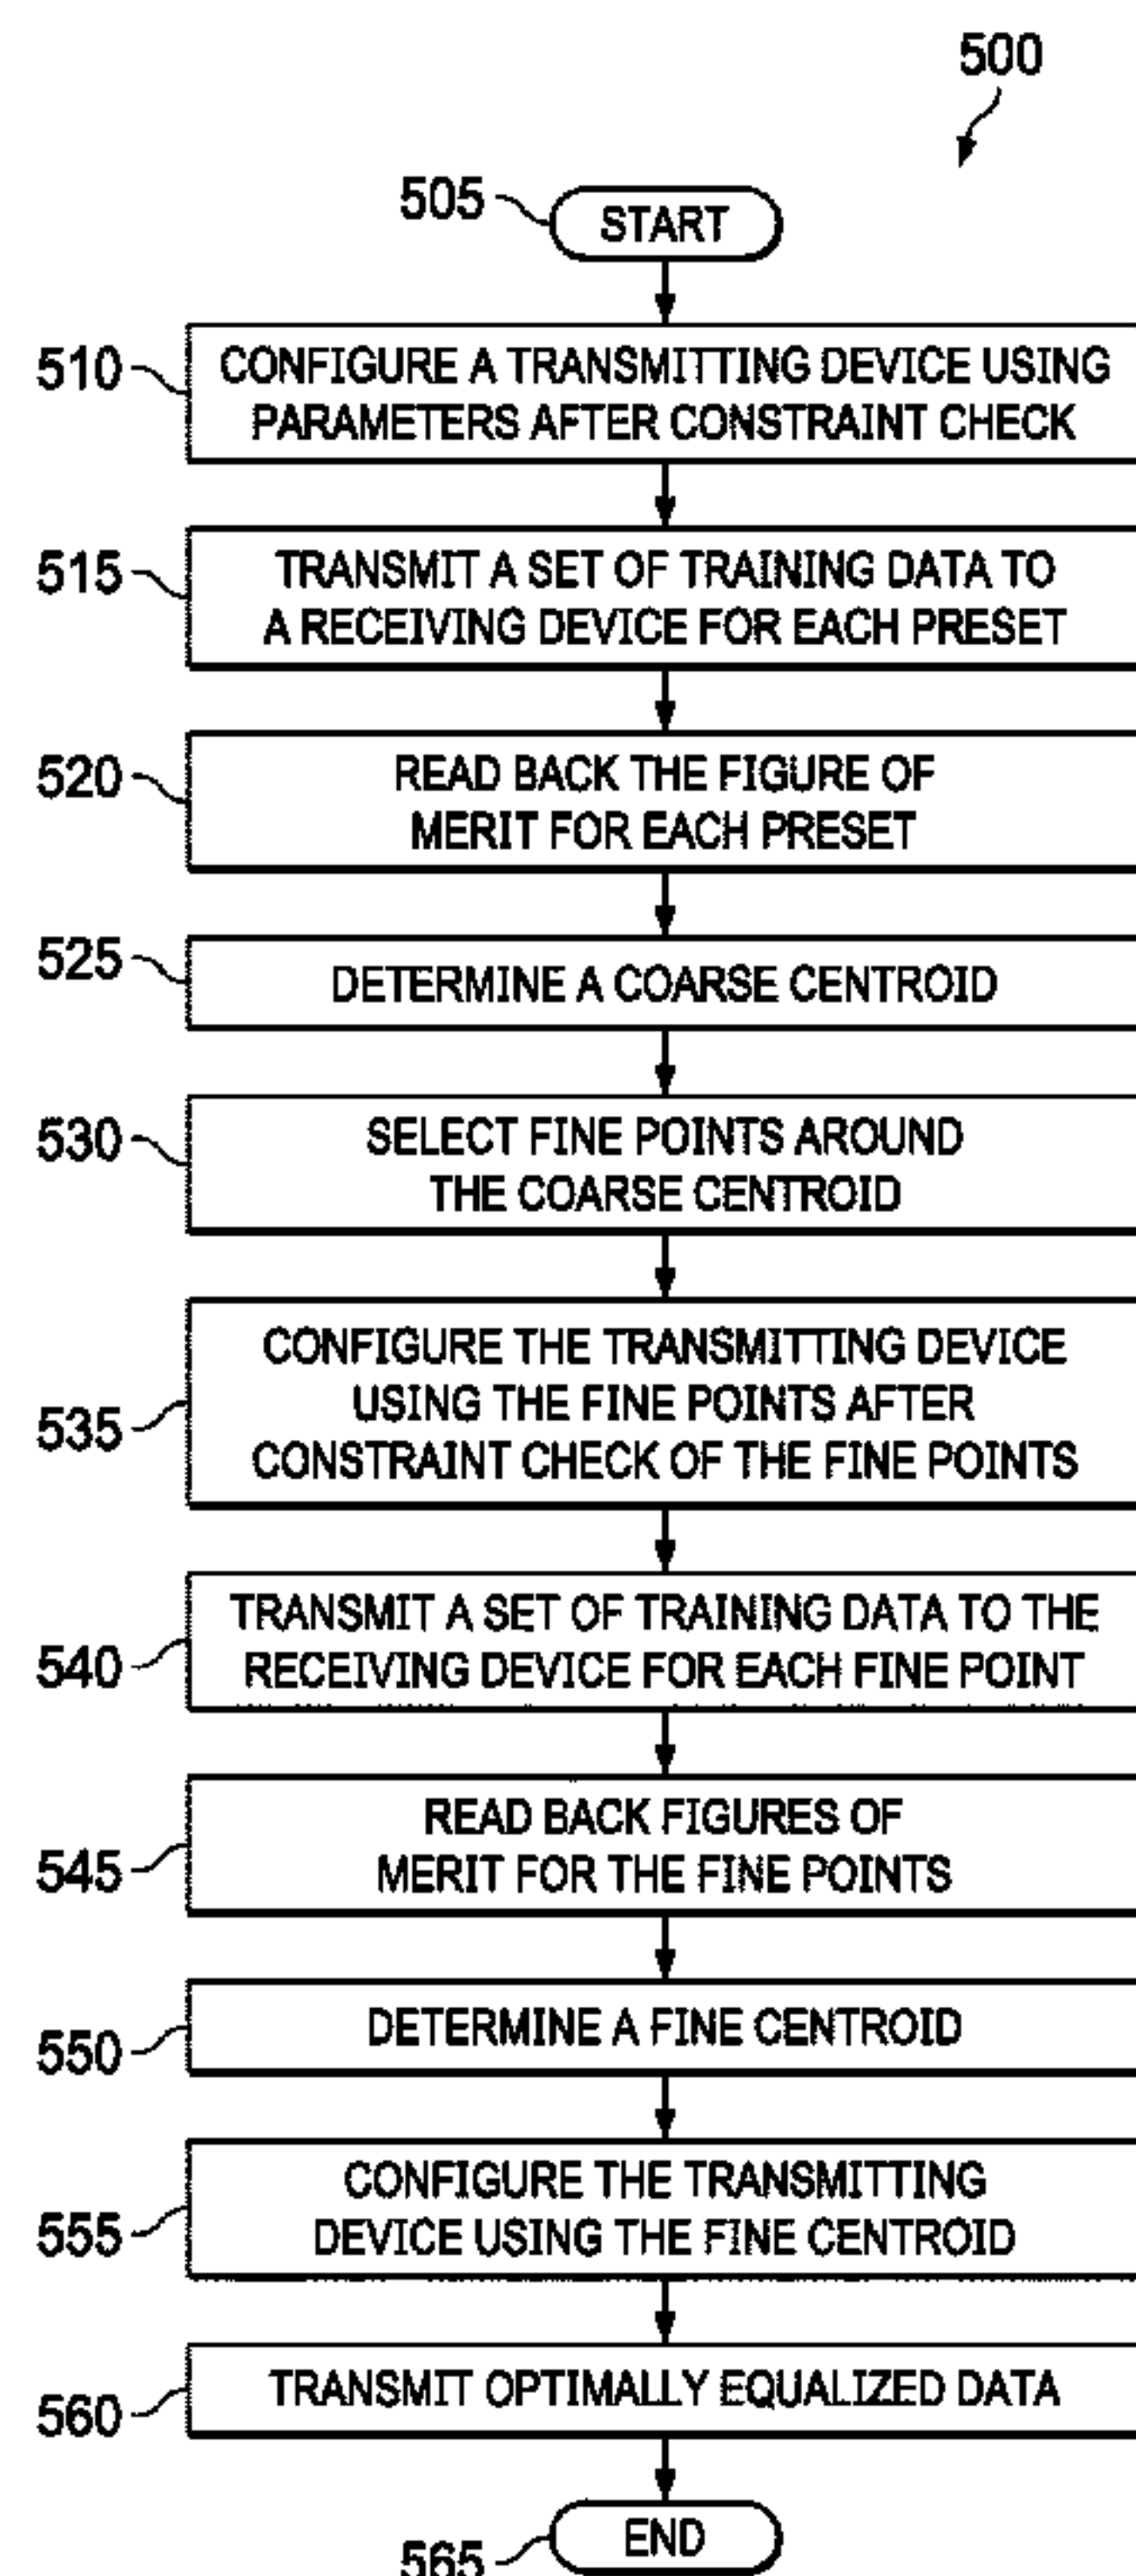 500
505
START
510
CONFIGURE A TRANSMITTING DEVICE USING
PARAMETERS AFTER CONSTRAINT CHECK
515
TRANSMIT A SET OF TRAINING DATA TO
A RECEIVING DEVICE FOR EACH PRESET
520
READ BACK THE FIGURE OF
MERIT FOR EACH PRESET
525
DETERMINE A COARSE CENTROID
530
SELECT FINE POINTS AROUND
THE COARSE CENTROID
535
CONFIGURE THE TRANSMITTING DEVICE
USING THE FINE POINTS AFTER
CONSTRAINT CHECK OF THE FINE POINTS
540
TRANSMIT A SET OF TRAINING DATA TO THE
RECEIVING DEVICE FOR EACH FINE POINT
545
READ BACK FIGURES OF
MERIT FOR THE FINE POINTS
550
DETERMINE A FINE CENTROID
555
CONFIGURE THE TRANSMITTING
DEVICE USING THE FINE CENTROID
560
TRANSMIT OPTIMALLY EQUALIZED DATA
565
END